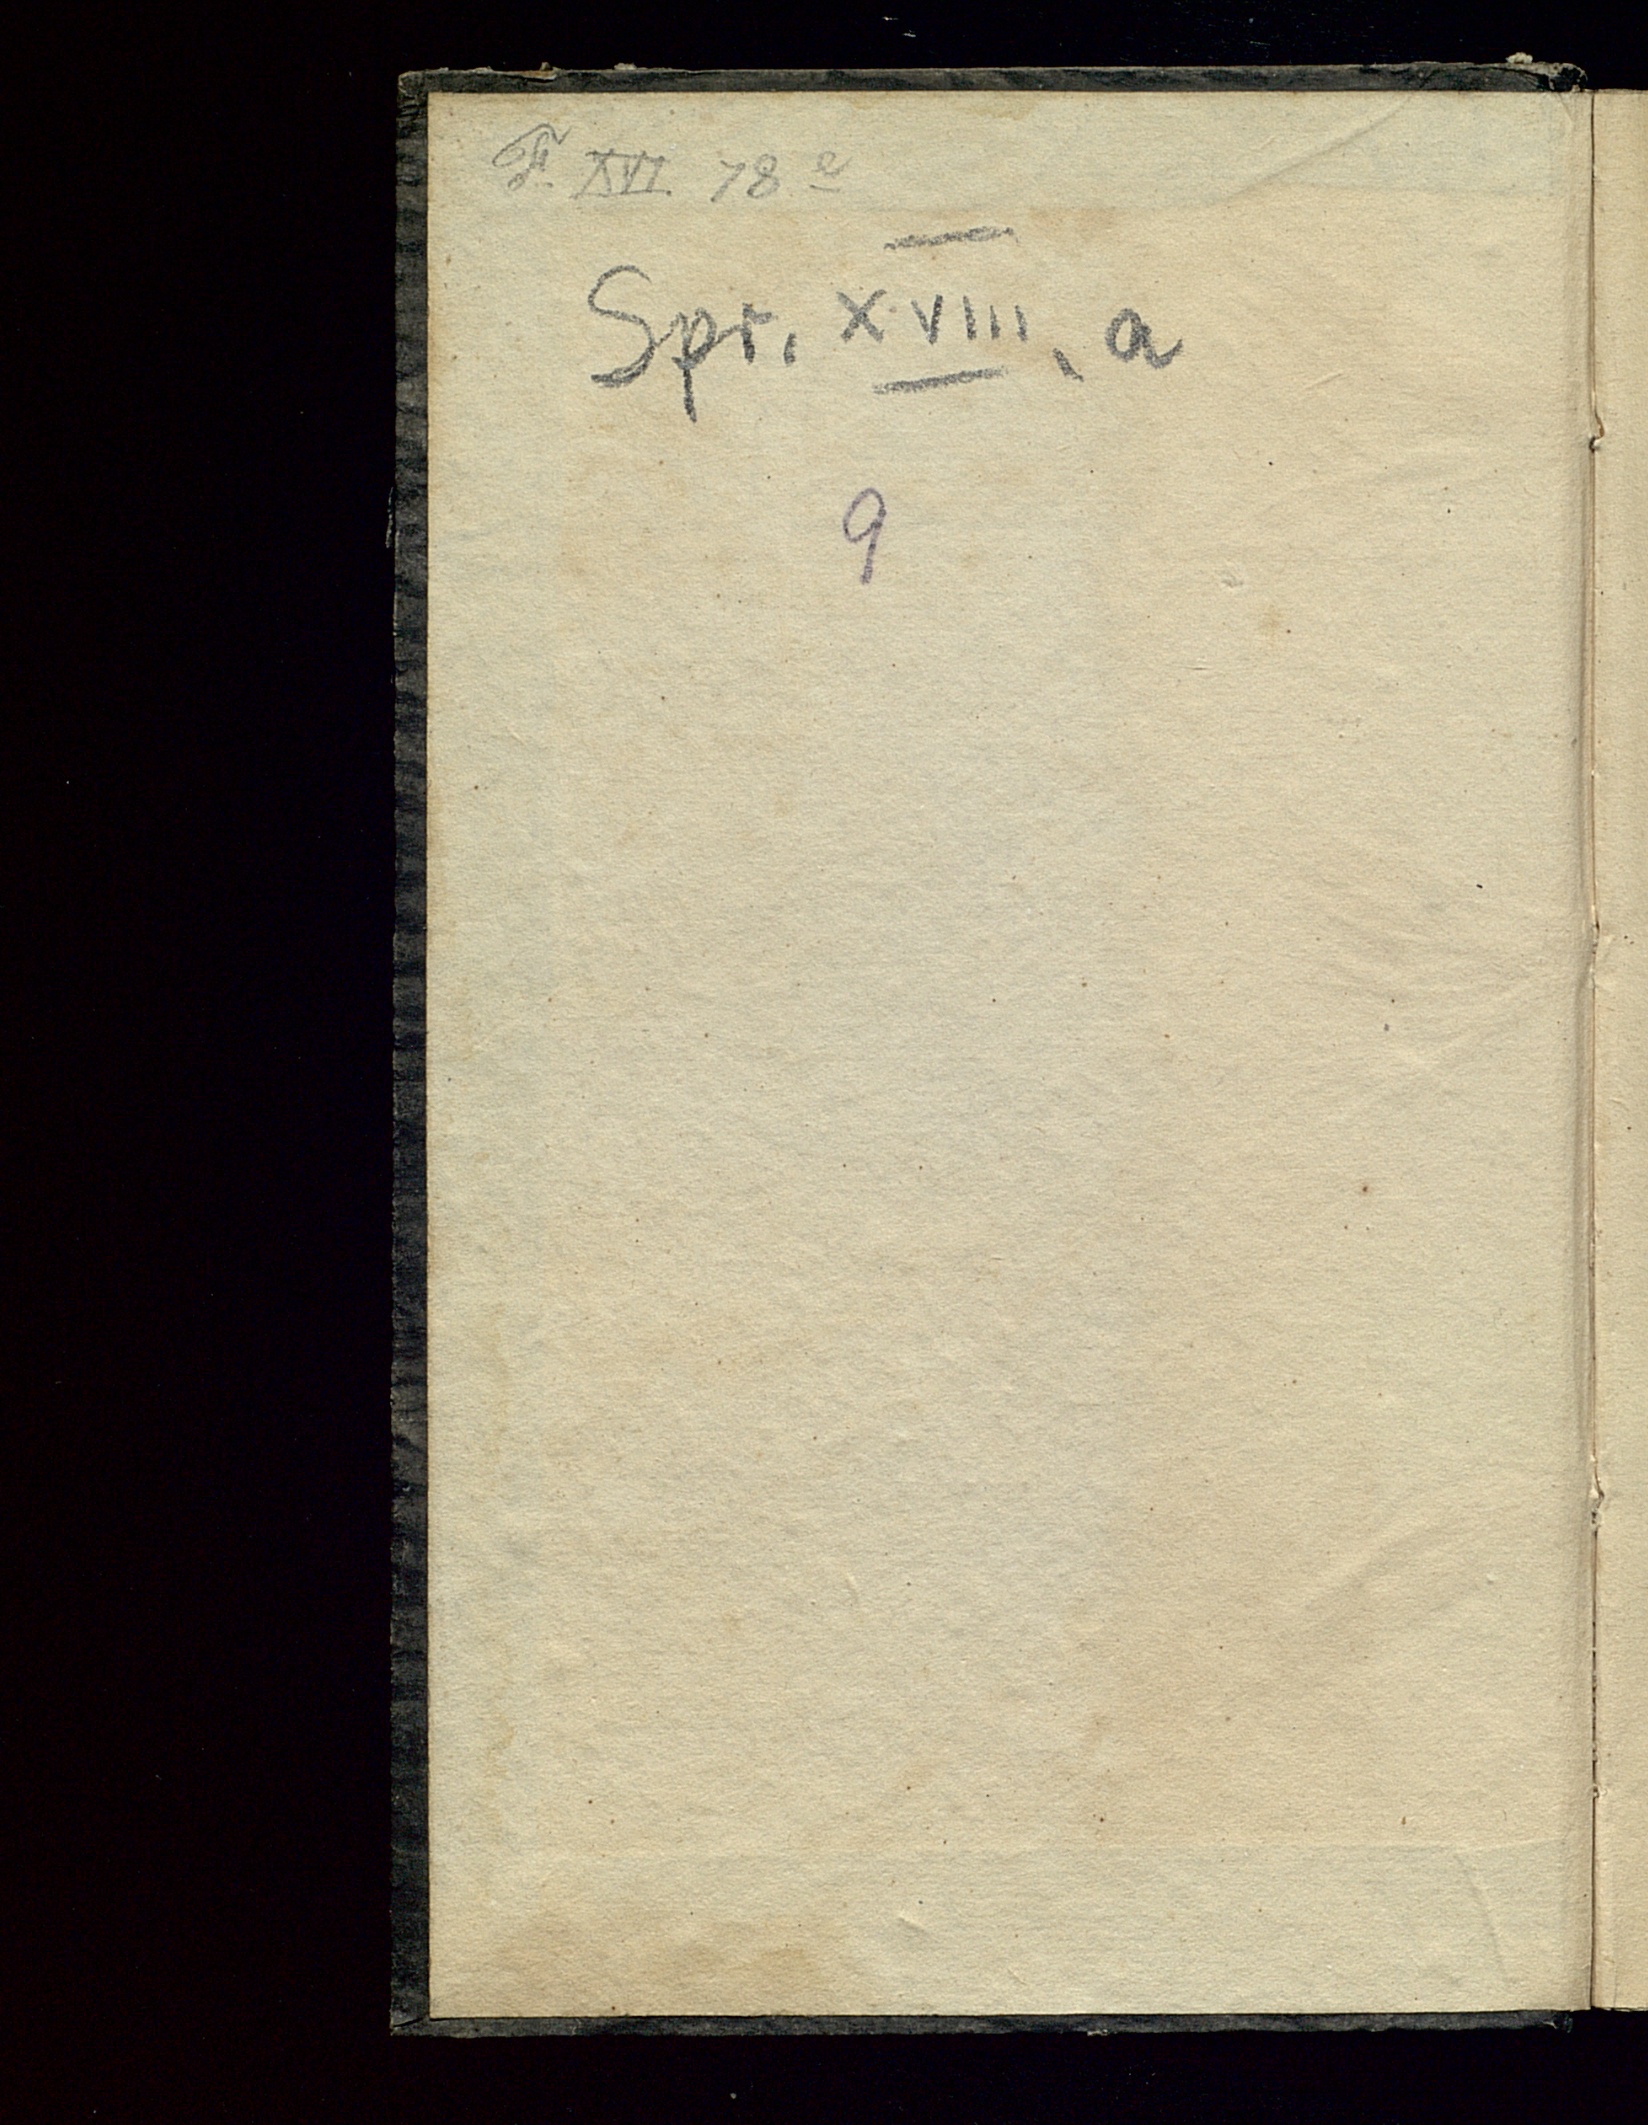 F. XVI. 78 e
Spr. XVIII, a
9